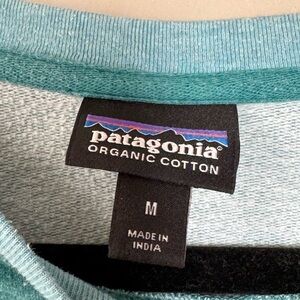 patagonia
ORGANIC COTTON
M
MADE IN
INDIA